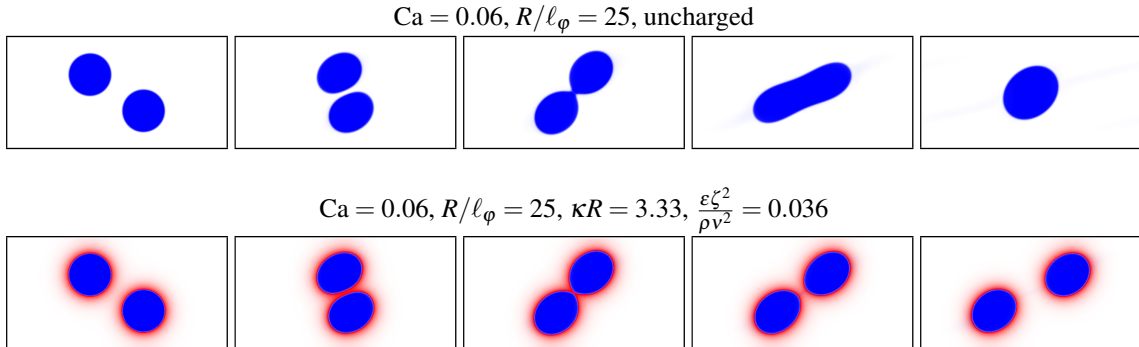 Ca = 0.06, R/ℓ_φ = 25, uncharged
Ca = 0.06, R/ℓ_φ = 25, κR = 3.33, εζ²/ρν² = 0.036